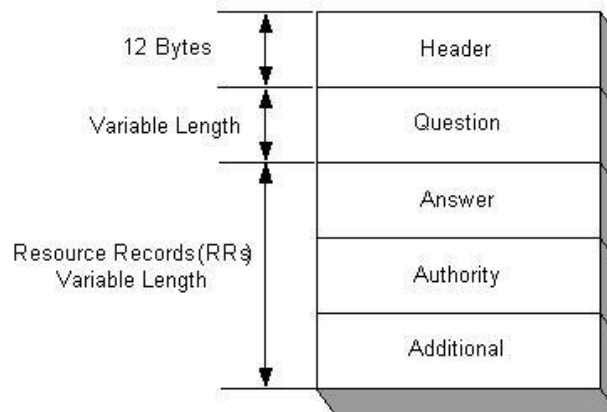 12 Bytes
Header
Variable Length
Question
Answer
Resource Records(RRs)
Variable Length
Authority
Additional